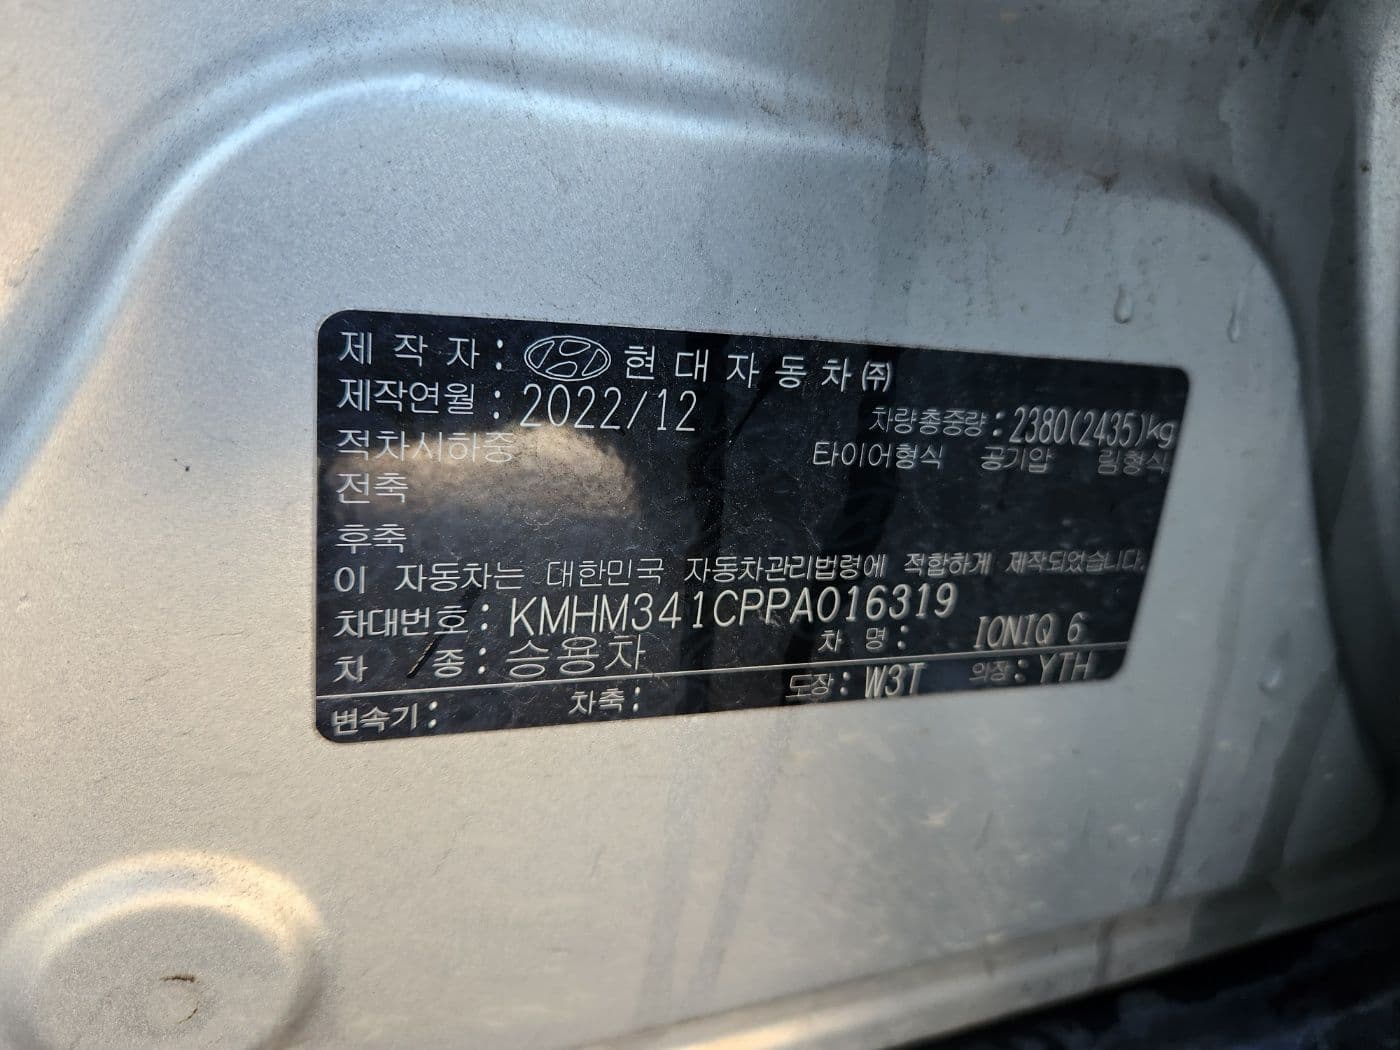 제 작 자 : 현 대 자 동 차 ㈜
제작연월 : 2022/12
차량총중량 : 2380(2435)kg
적차시하중 타이어형식 공기압 림형식
전축
후축
이 자동차는 대한민국 자동차관리법령에 적합하게 제작되었습니다.
차대번호 : KMHM341CPPA016319
차 종 : 승용차 차 명 : IONIQ 6
변속기 : 차축 : 도장 : W3T 의장 : YTH